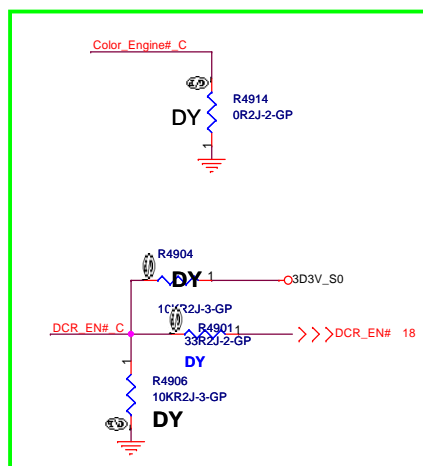 Color_Engine#_C
R4914
0R2J-2-GP
DY
1
R4904
DY
1
3D3V_S0
10KR2J-3-GP
R4901
1
DCR_EN#_C
33R2J-2-GP
DCR_EN# 18
DY
1
R4906
10KR2J-3-GP
DY